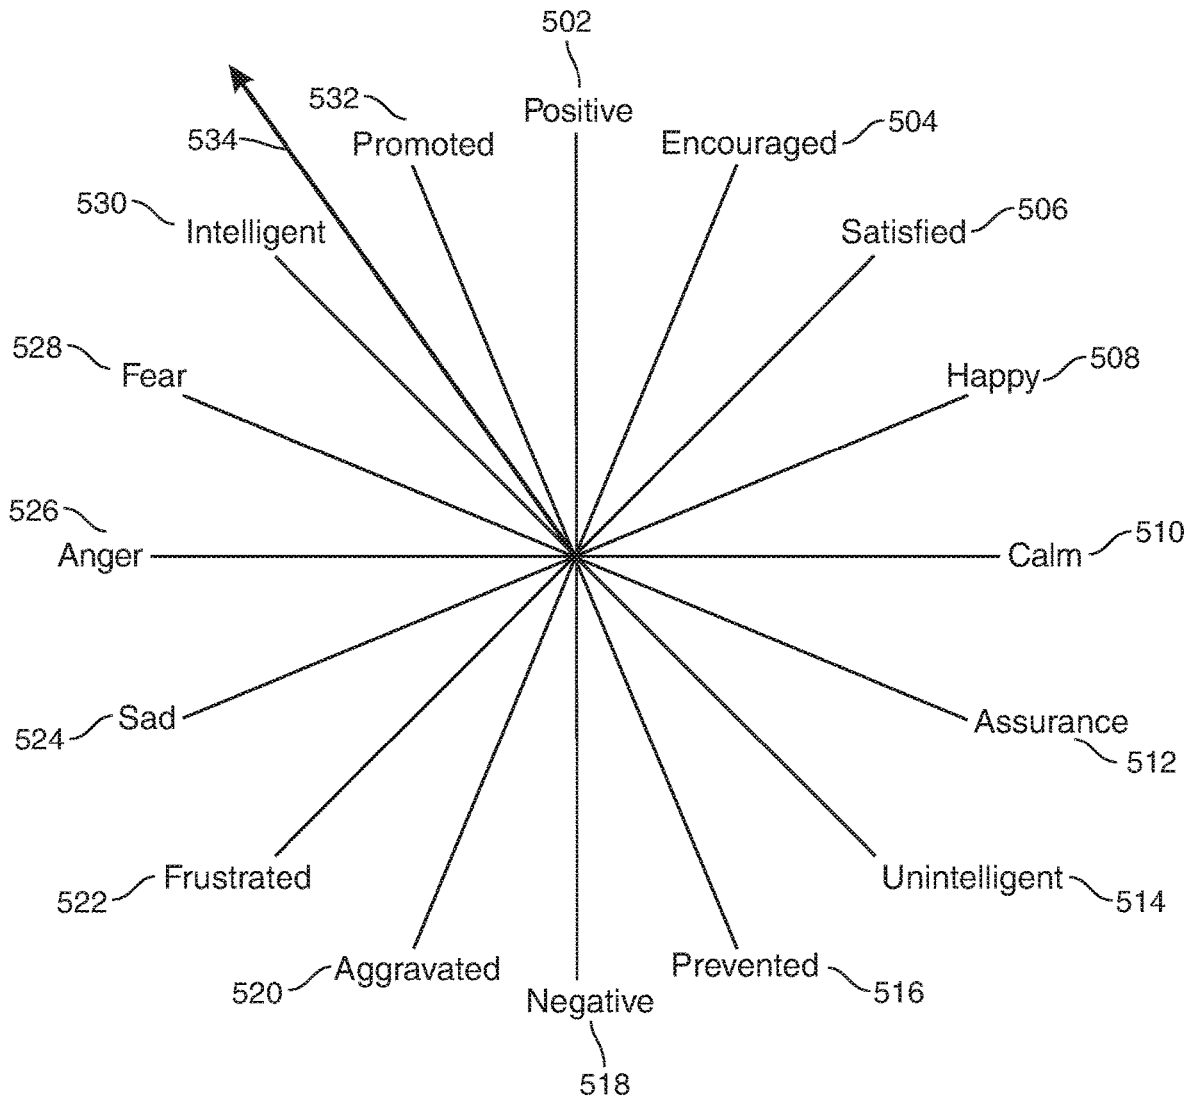 502
Positive
532
Promoted
Encouraged 504
534
530
Intelligent
Satisfied 506
528
Fear
Happy 508
526
Anger
Calm 510
Sad
524
Assurance
512
Frustrated
522
Unintelligent
514
Aggravated
520
Prevented
516
Negative
518